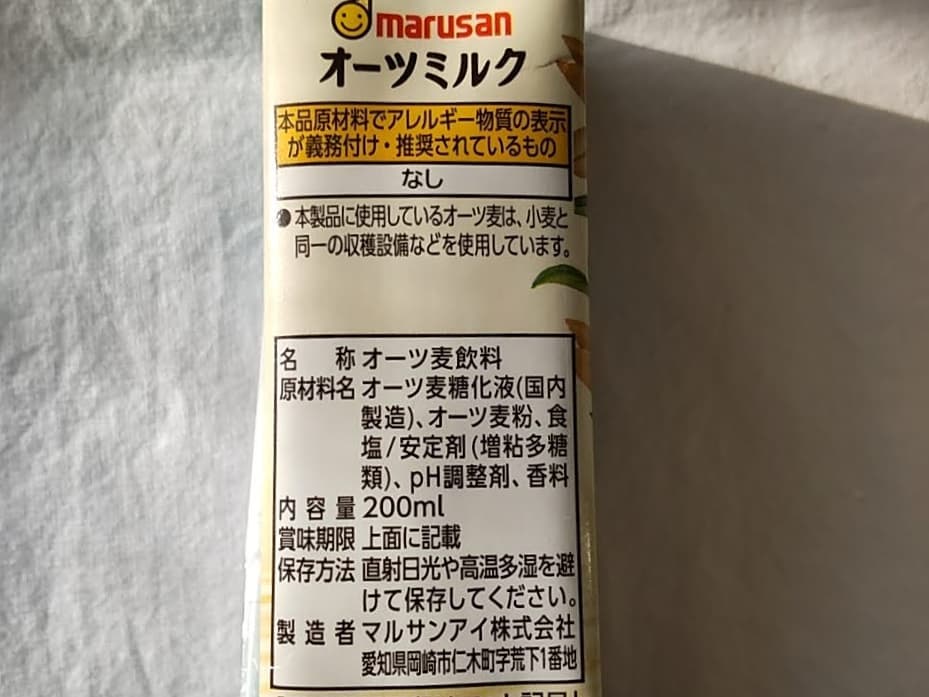 marusan
オーツミルク
本品原材料でアレルギー物質の表示
が義務付け・推奨されているもの
なし
●本製品に使用しているオーツ麦は、小麦と
同一の収穫設備などを使用しています。
名 称 オーツ麦飲料
原材料名 オーツ麦糖化液(国内
製造)、オーツ麦粉、食
塩/安定剤(増粘多糖
類)、pH調整剤、香料
内容量 200ml
賞味期限 上面に記載
保存方法 直射日光や高温多湿を避
けて保存してください。
製造者 マルサンアイ株式会社
愛知県岡崎市仁木町字荒下1番地